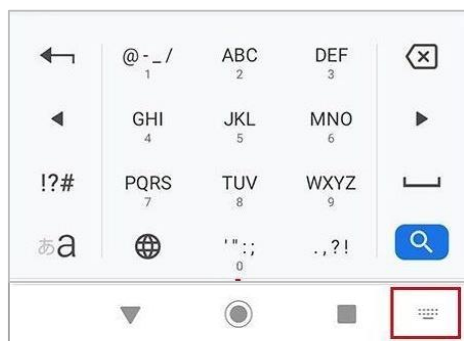 @-_/ ABC DEF
1 2 3
GHI JKL MNO
4 5 6
!?# PQRS TUV WXYZ
7 8 9
あa '":; .,?!
0